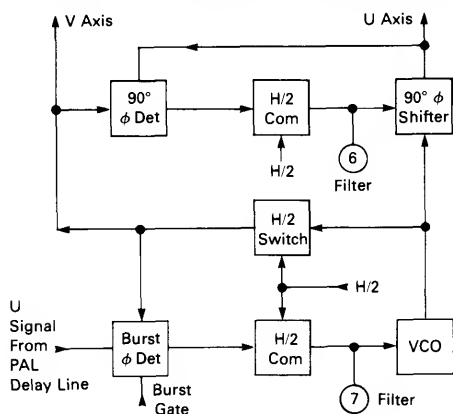 V Axis
U Axis
90°
ϕ Det
H/2
Com
90° ϕ
Shifter
6
H/2
Filter
H/2
Switch
H/2
U
Signal
From
PAL
Delay Line
Burst
ϕ Det
H/2
Com
VCO
Burst
Gate
7
Filter